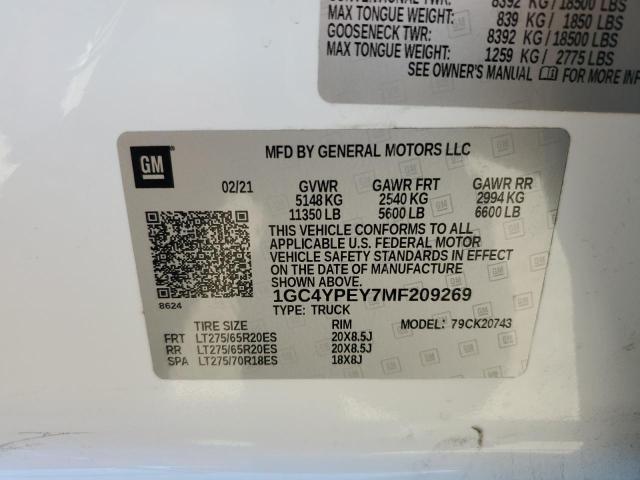 CONVENTIONAL TWR: 8392 KG/18500 LBS
MAX TONGUE WEIGHT: 839 KG/ 1850 LBS
GOOSENECK TWR: 8392 KG/18500 LBS
MAX TONGUE WEIGHT: 1259 KG/ 2775 LBS
SEE OWNER'S MANUAL FOR MORE
GM
MFD BY GENERAL MOTORS LLC
02/21 GVWR GAWR FRT GAWR RR
5148 KG 2540 KG 2994 KG
11350 LB 5600 LB 6600 LB
THIS VEHICLE CONFORMS TO ALL
APPLICABLE U.S. FEDERAL MOTOR
VEHICLE SAFETY STANDARDS IN EFFECT
ON THE DATE OF MANUFACTURE
SHOWN ABOVE.
8624
1GC4YPEY7MF209269
TYPE: TRUCK MODEL: 79CK20743
TIRE SIZE RIM
FRT LT275/65R20ES 20X8.5J
RR LT275/65R20ES 20X8.5J
SPA LT275/70R18ES 18X8J